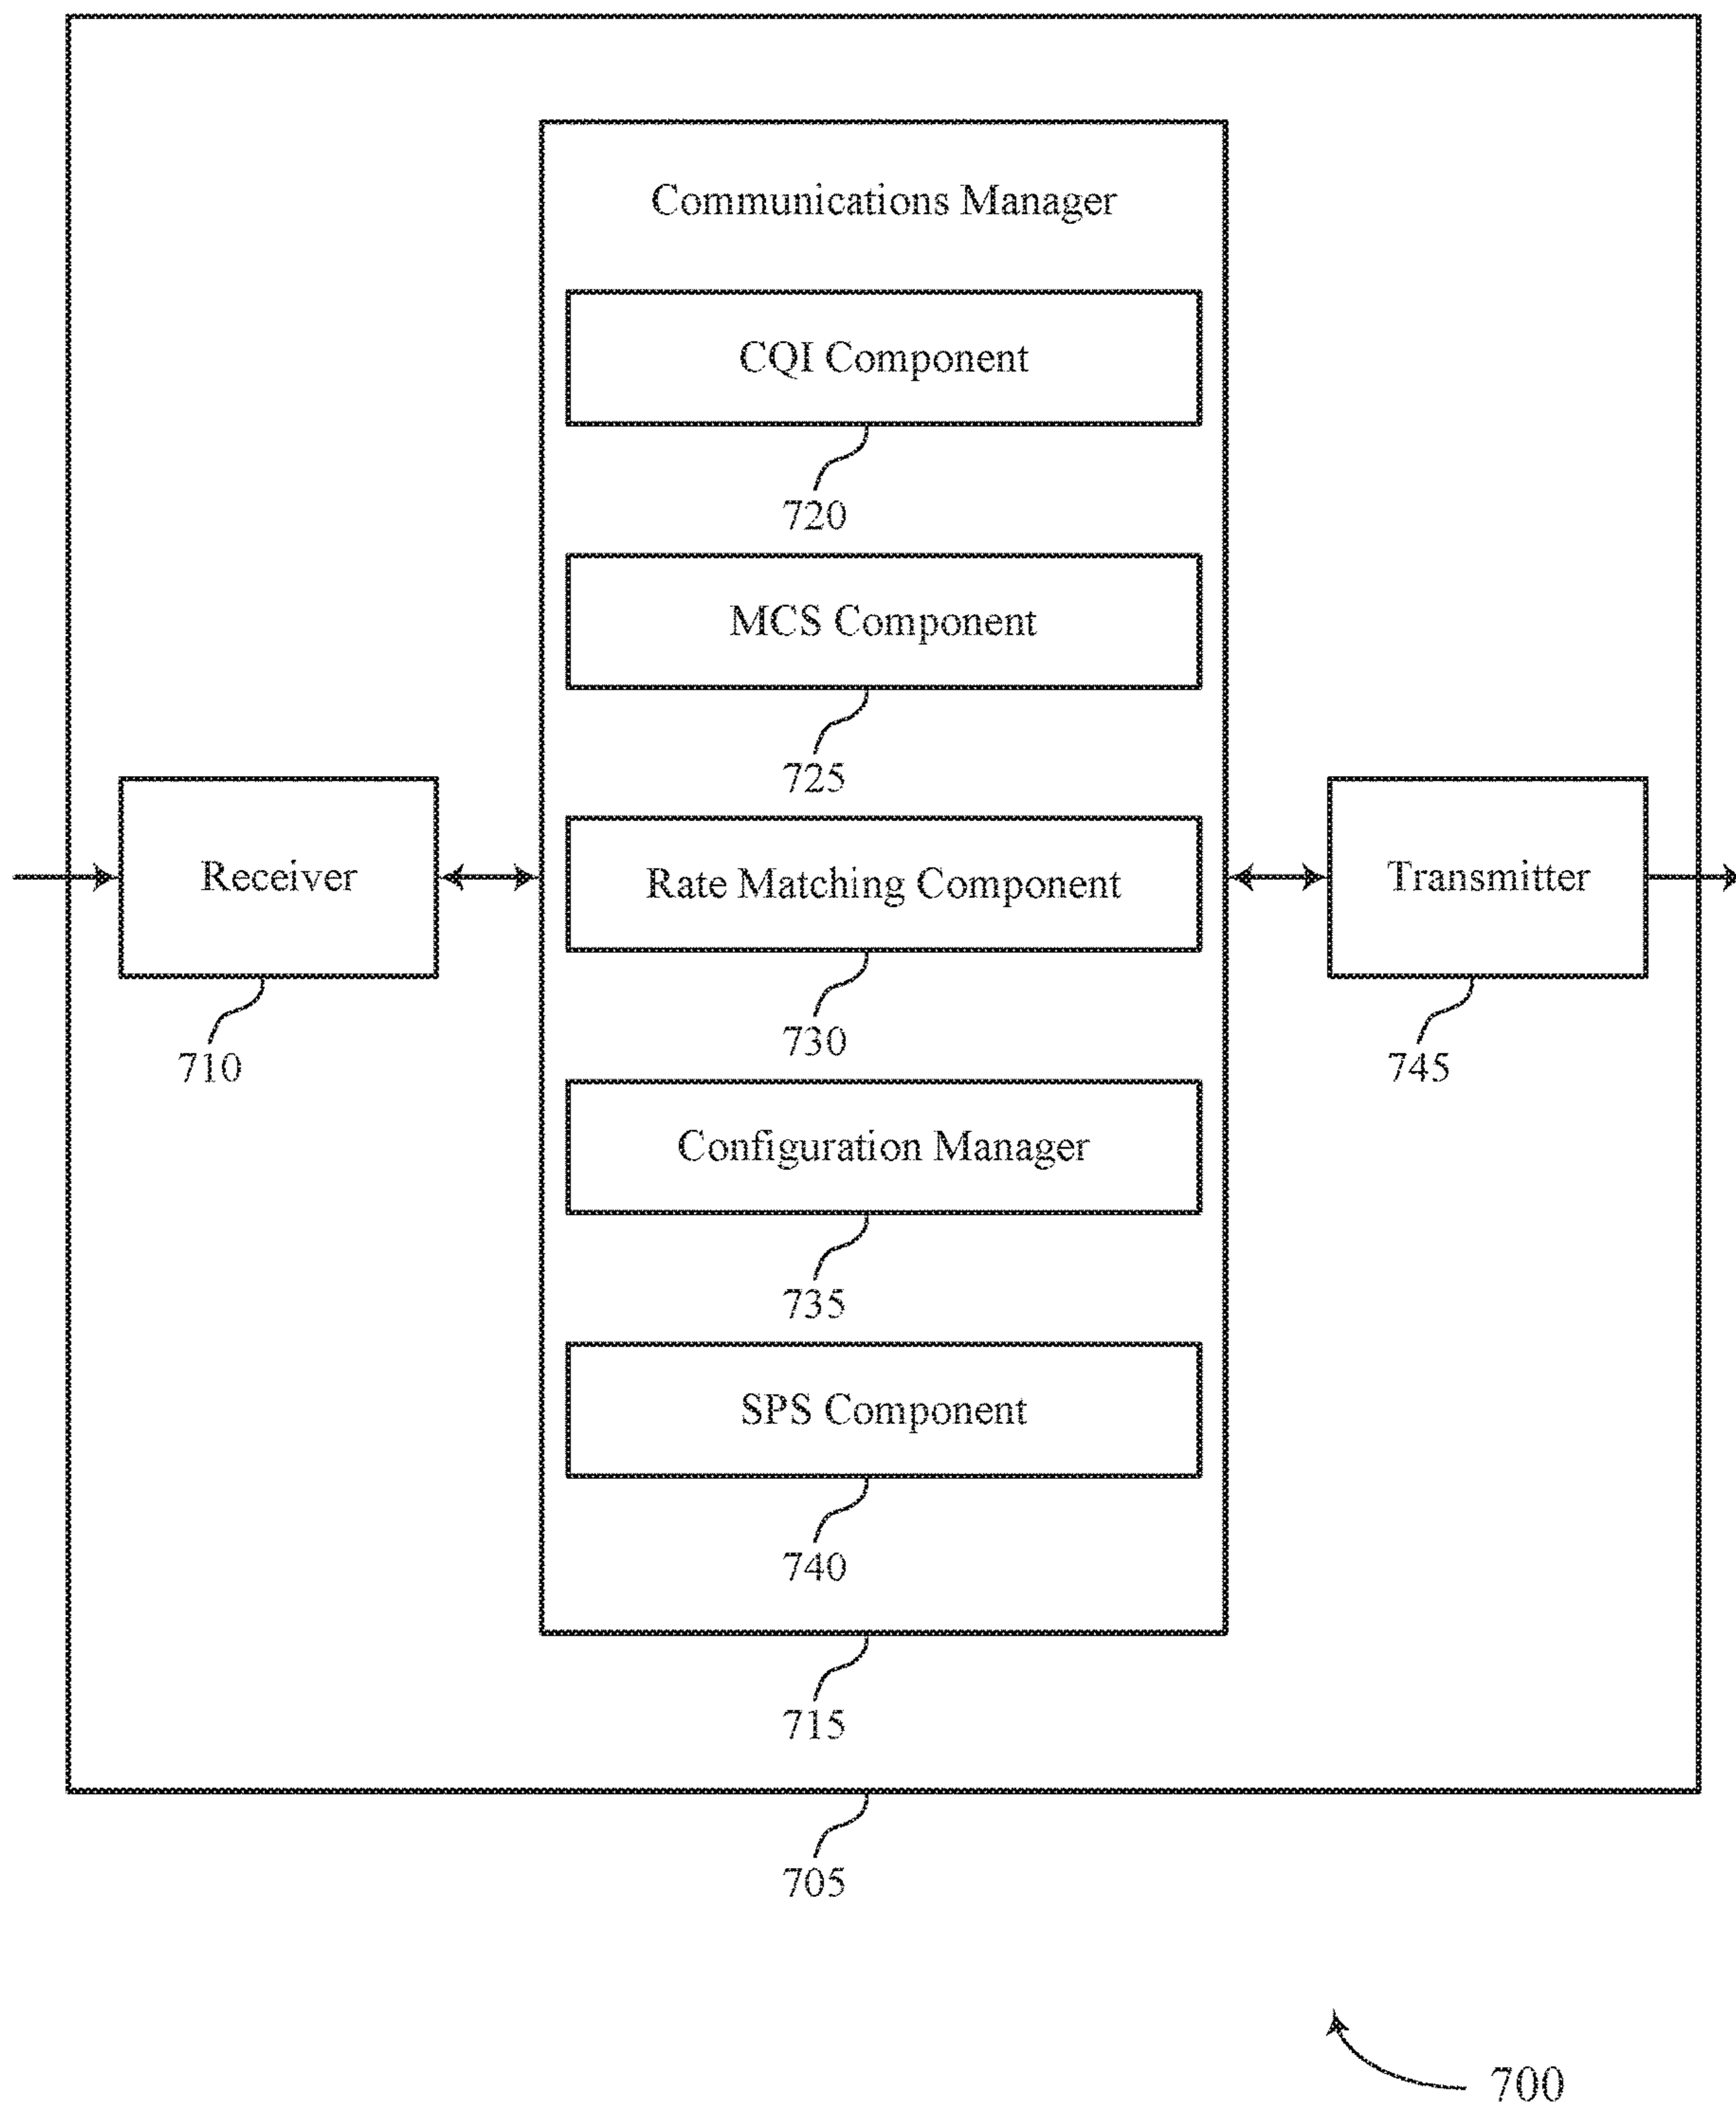 Communications Manager
CQI Component
720
MCS Component
725
Receiver
710
Rate Matching Component
730
Transmitter
745
Configuration Manager
735
SPS Component
740
715
705
700